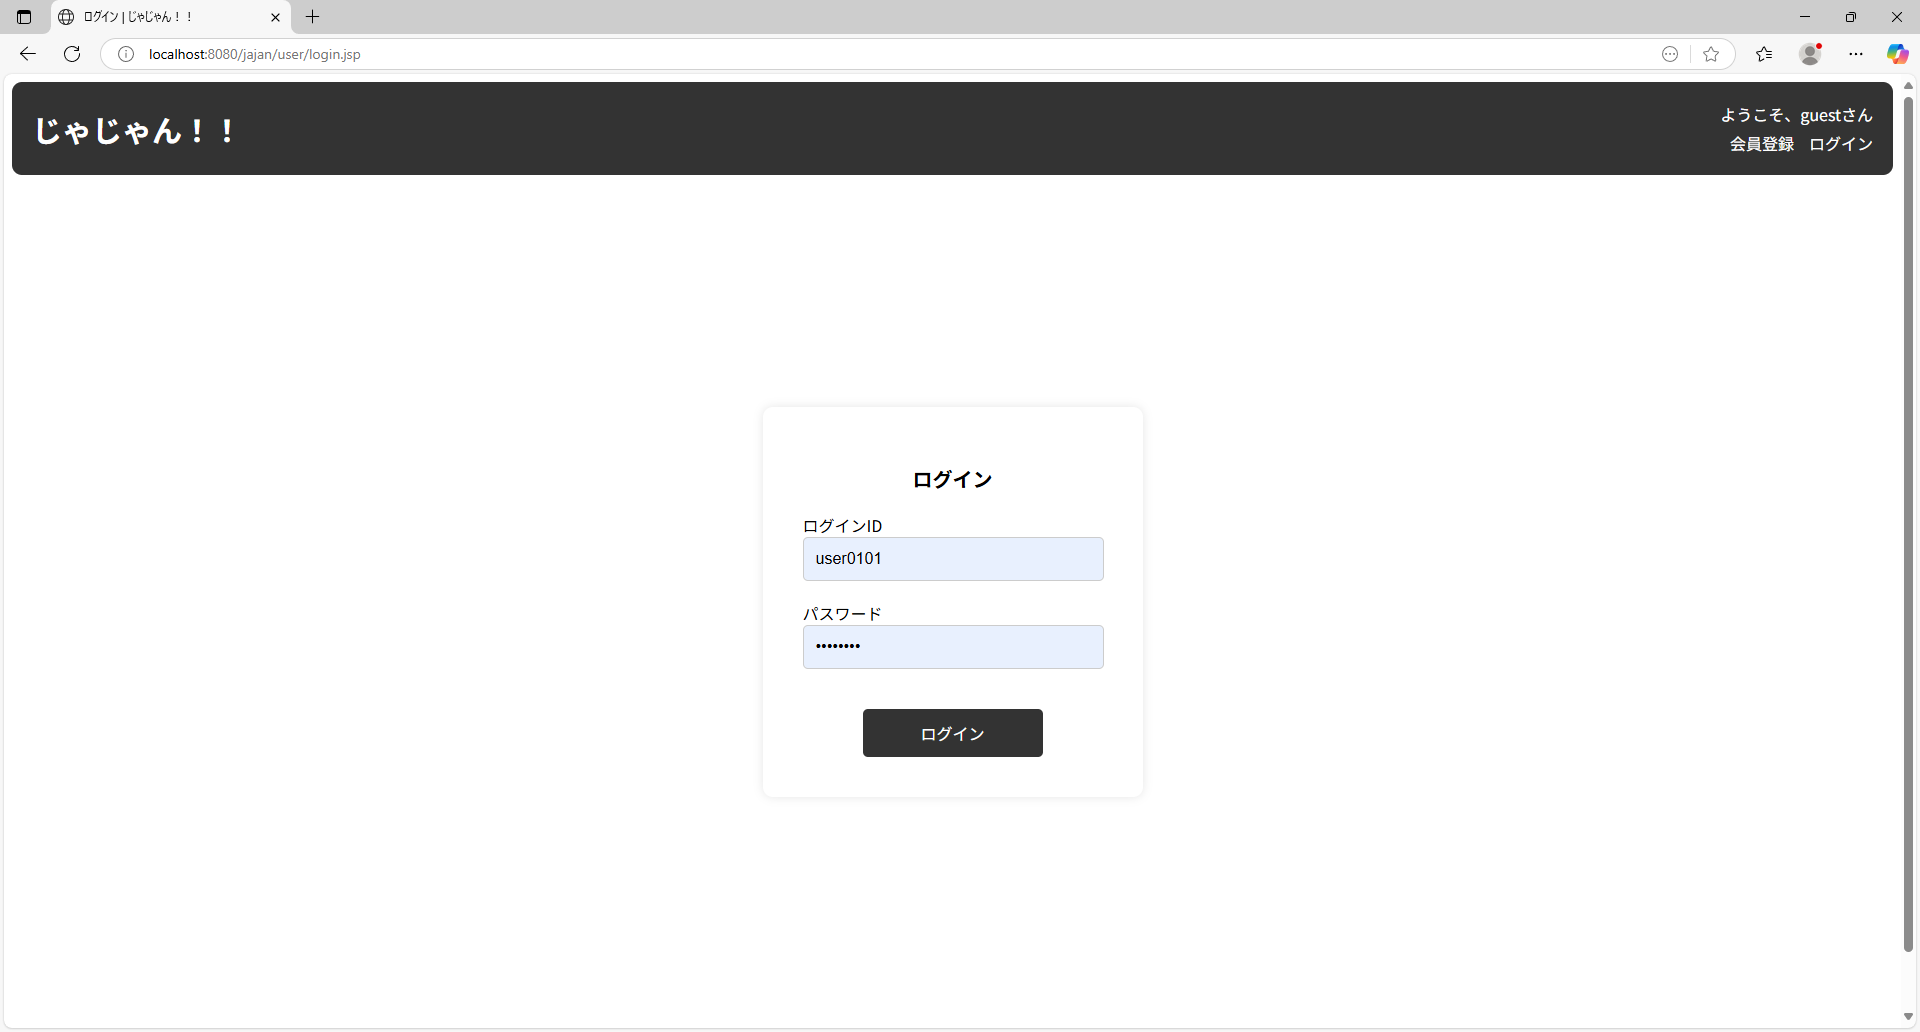 ログイン | じゃじゃん！！
localhost:8080/jajan/user/login.jsp
じゃじゃん！！
ようこそ、guestさん
会員登録 ログイン
ログイン
ログインID
user0101
パスワード
••••••••
ログイン